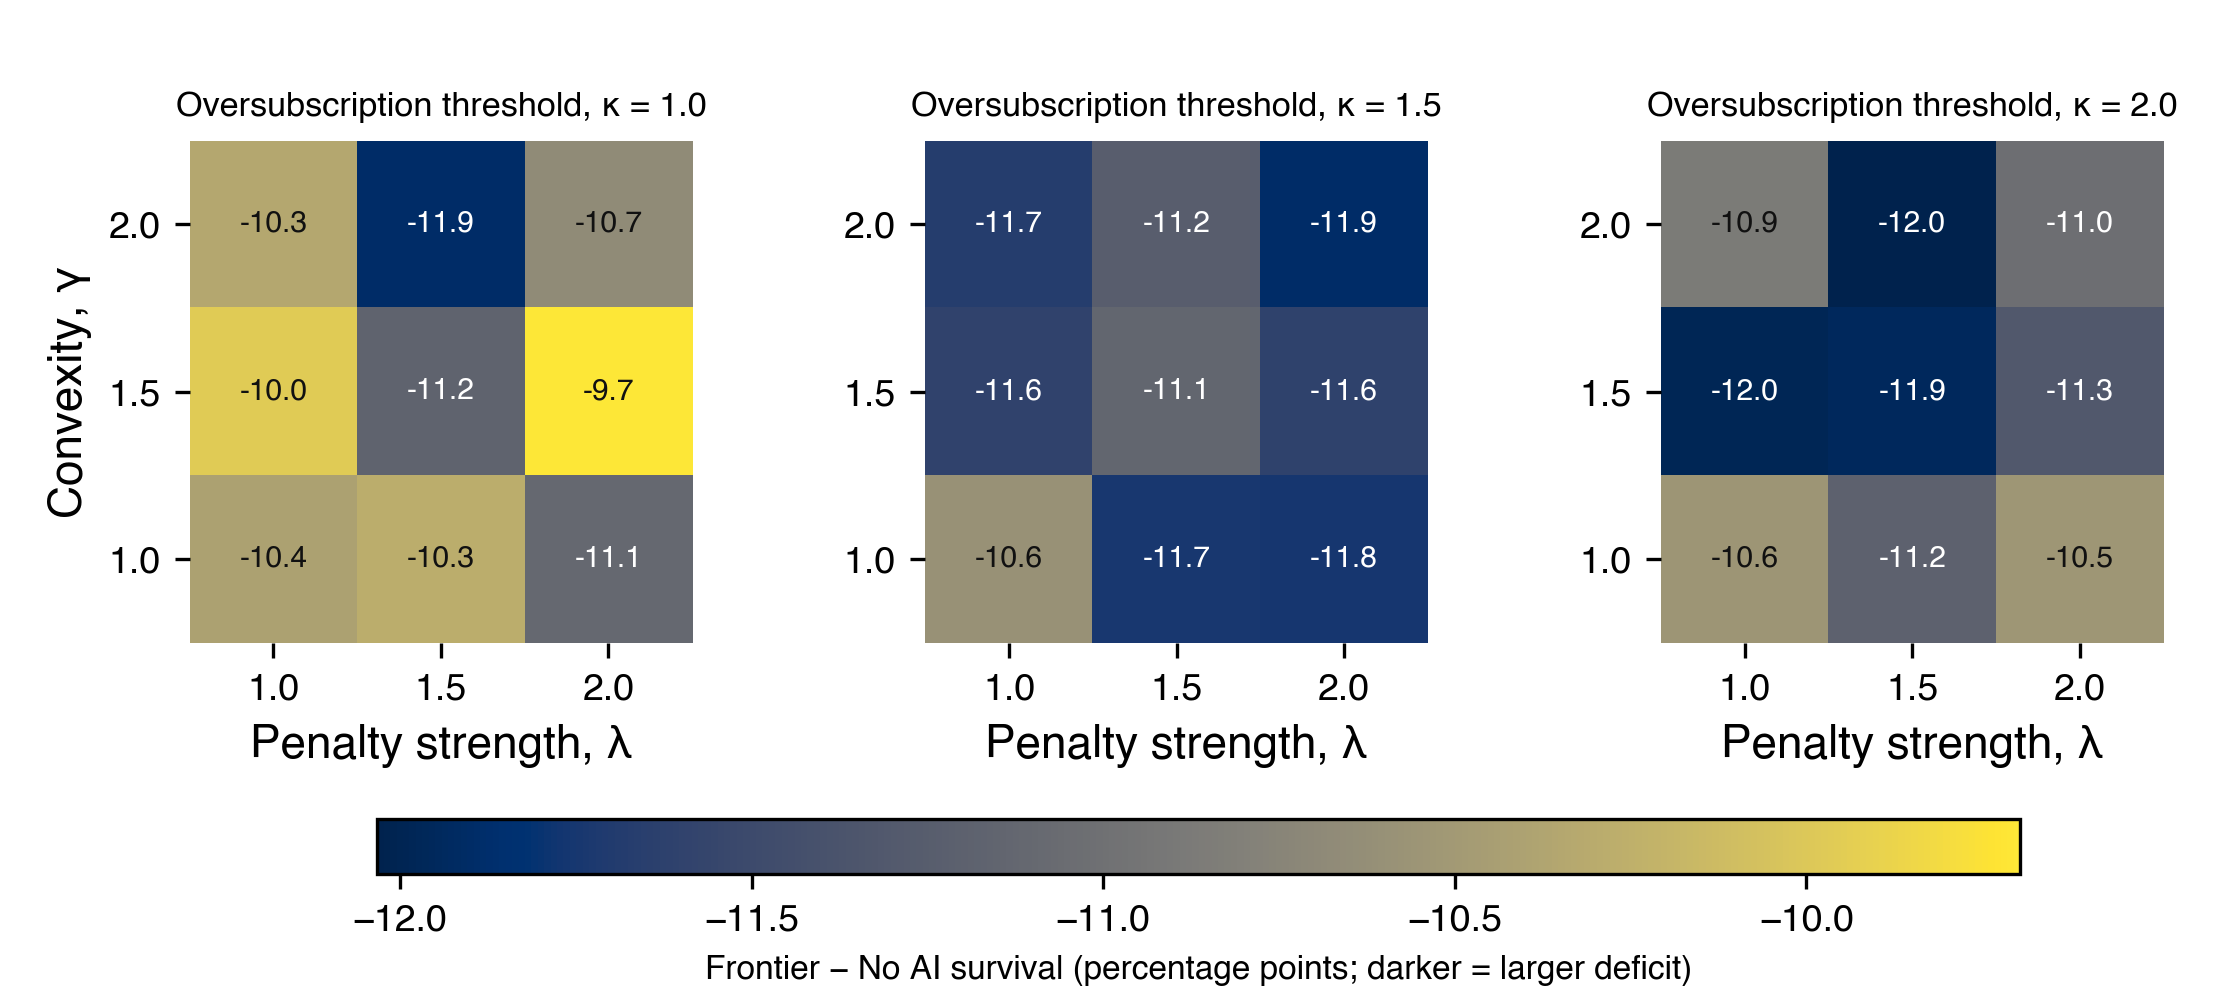 Oversubscription threshold, κ = 1.0
Oversubscription threshold, κ = 1.5
Oversubscription threshold, κ = 2.0
Convexity, γ
2.0
-10.3 -11.9 -10.7
1.5
-10.0 -11.2 -9.7
1.0
-10.4 -10.3 -11.1
1.0 1.5 2.0
Penalty strength, λ
2.0
-11.7 -11.2 -11.9
1.5
-11.6 -11.1 -11.6
1.0
-10.6 -11.7 -11.8
1.0 1.5 2.0
Penalty strength, λ
2.0
-10.9 -12.0 -11.0
1.5
-12.0 -11.9 -11.3
1.0
-10.6 -11.2 -10.5
1.0 1.5 2.0
Penalty strength, λ
−12.0 −11.5 −11.0 −10.5 −10.0
Frontier − No AI survival (percentage points; darker = larger deficit)